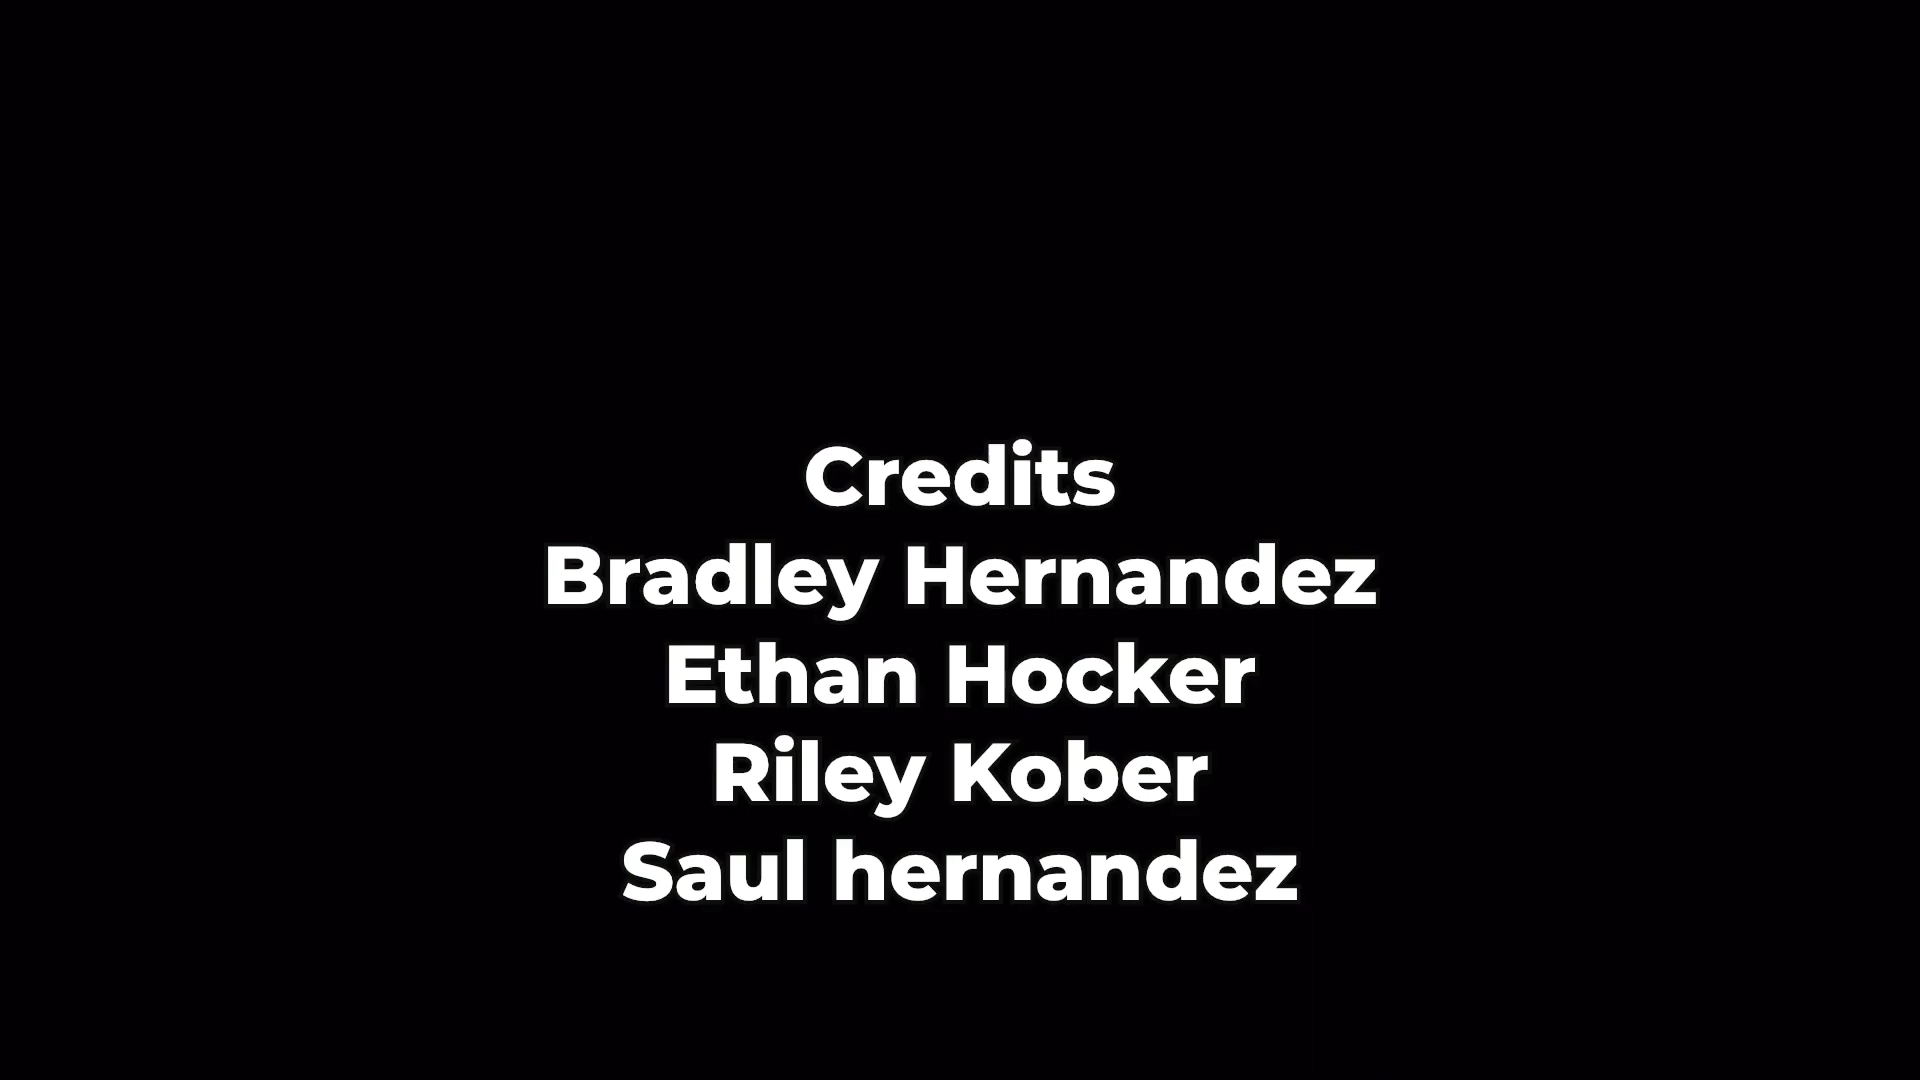 Credits
Bradley Hernandez
Ethan Hocker
Riley Kober
Saul hernandez